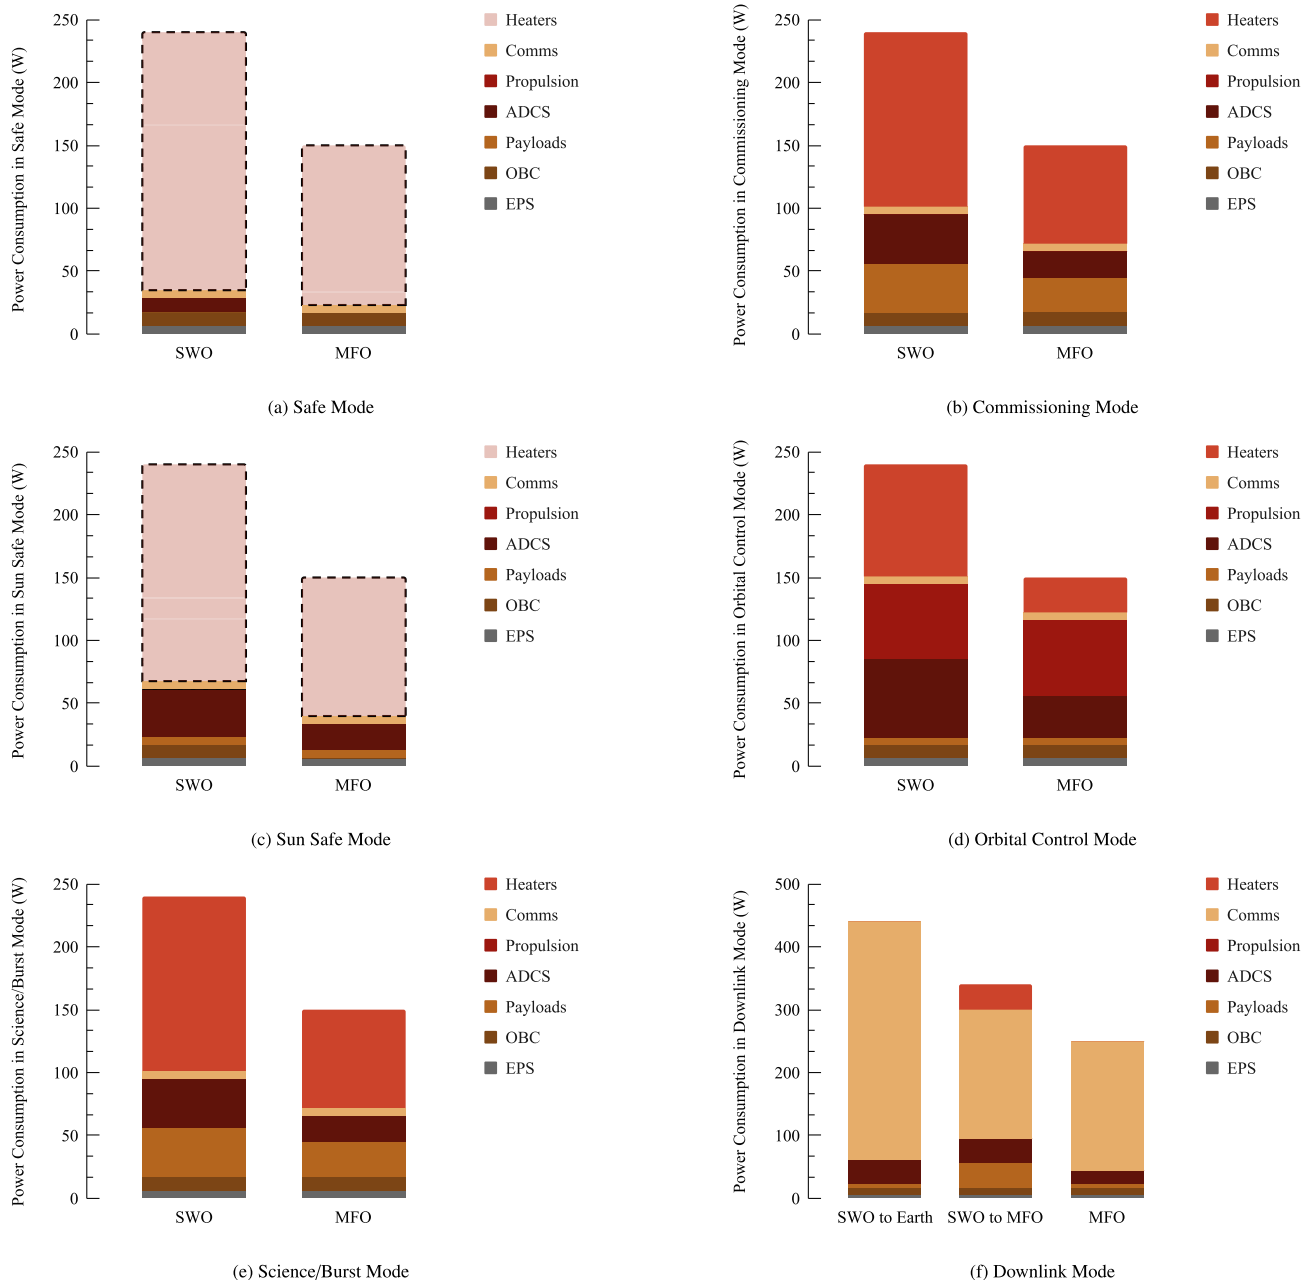 Power Consumption in Safe Mode (W)
250
200
150
100
50
0
SWO
MFO
Heaters
Comms
Propulsion
ADCS
Payloads
OBC
EPS
(a) Safe Mode
Power Consumption in Commissioning Mode (W)
250
200
150
100
50
0
SWO
MFO
Heaters
Comms
Propulsion
ADCS
Payloads
OBC
EPS
(b) Commissioning Mode
Power Consumption in Sun Safe Mode (W)
250
200
150
100
50
0
SWO
MFO
Heaters
Comms
Propulsion
ADCS
Payloads
OBC
EPS
(c) Sun Safe Mode
Power Consumption in Orbital Control Mode (W)
250
200
150
100
50
0
SWO
MFO
Heaters
Comms
Propulsion
ADCS
Payloads
OBC
EPS
(d) Orbital Control Mode
Power Consumption in Science/Burst Mode (W)
250
200
150
100
50
0
SWO
MFO
Heaters
Comms
Propulsion
ADCS
Payloads
OBC
EPS
(e) Science/Burst Mode
Power Consumption in Downlink Mode (W)
500
400
300
200
100
0
SWO to Earth
SWO to MFO
MFO
Heaters
Comms
Propulsion
ADCS
Payloads
OBC
EPS
(f) Downlink Mode